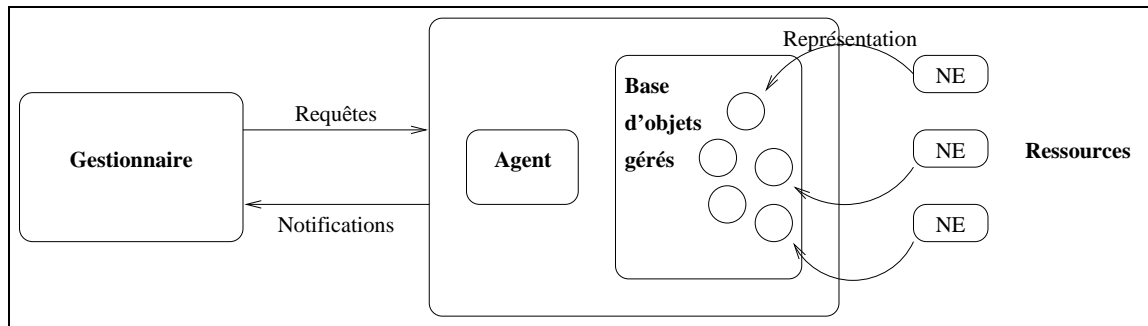 Représentation
NE
Base
d'objets
gérés
Requêtes
Gestionnaire
Agent
NE
Ressources
Notifications
NE